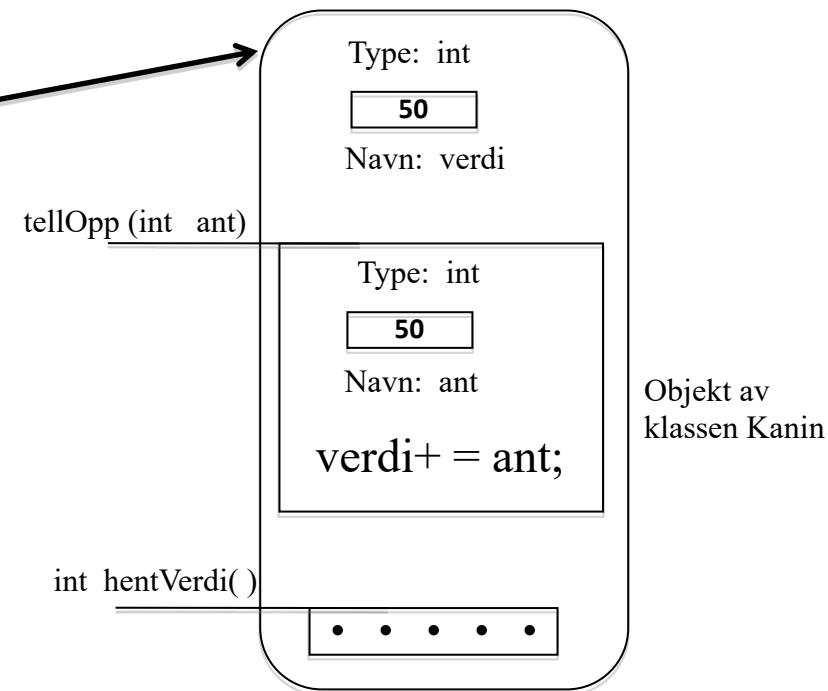 Type: int
50
Navn: verdi
tellOpp (int ant)
Type: int
50
Navn: ant
verdi+ = ant;
Objekt av
klassen Kanin
int hentVerdi( )
• • • • •